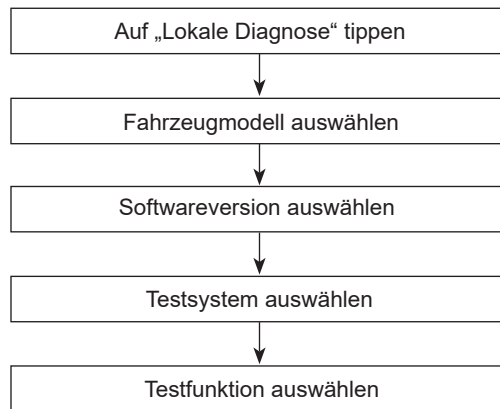 Auf „Lokale Diagnose“ tippen
Fahrzeugmodell auswählen
Softwareversion auswählen
Testsystem auswählen
Testfunktion auswählen